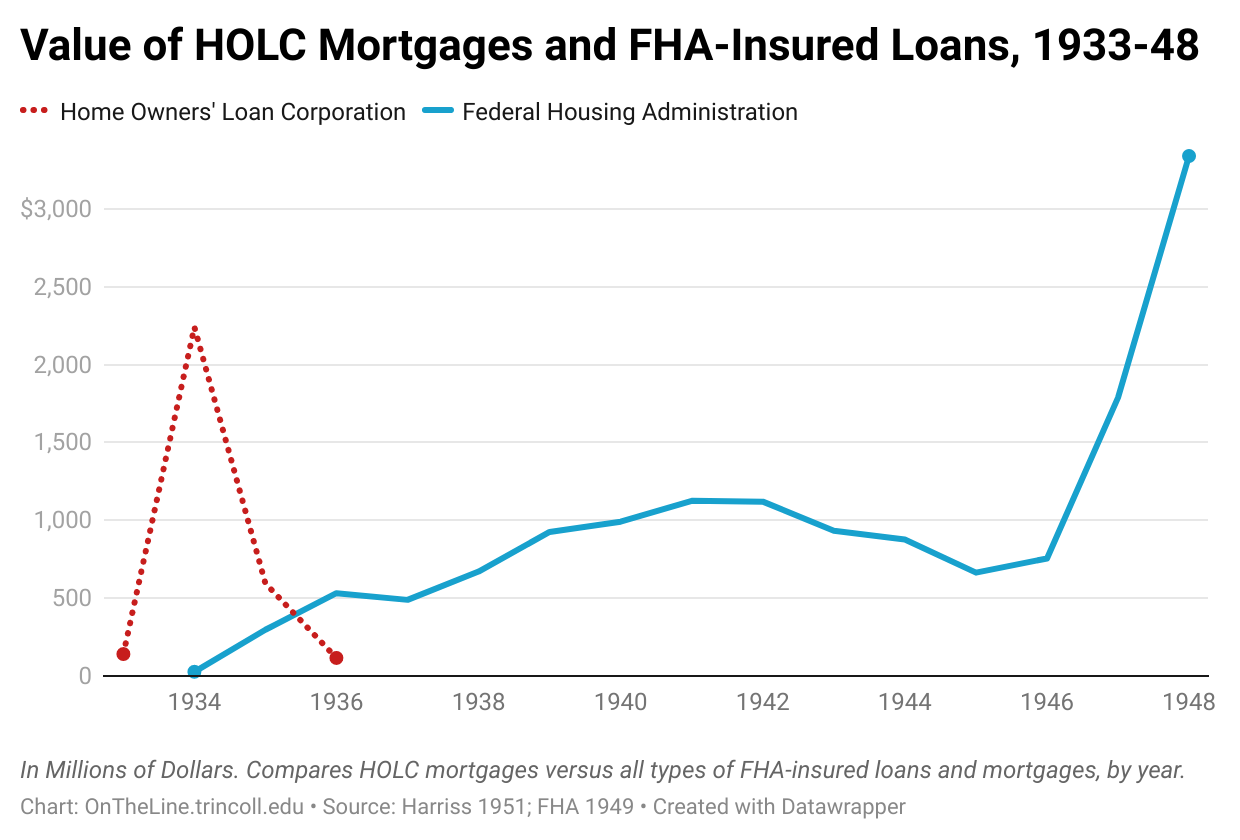 Value of HOLC Mortgages and FHA-Insured Loans, 1933-48
Home Owners' Loan Corporation Federal Housing Administration
$3,000
2,500
2,000
1,500
1,000
500
0
1934 1936 1938 1940 1942 1944 1946 1948
In Millions of Dollars. Compares HOLC mortgages versus all types of FHA-insured loans and mortgages, by year.
Chart: OnTheLine.trincoll.edu • Source: Harriss 1951; FHA 1949 • Created with Datawrapper